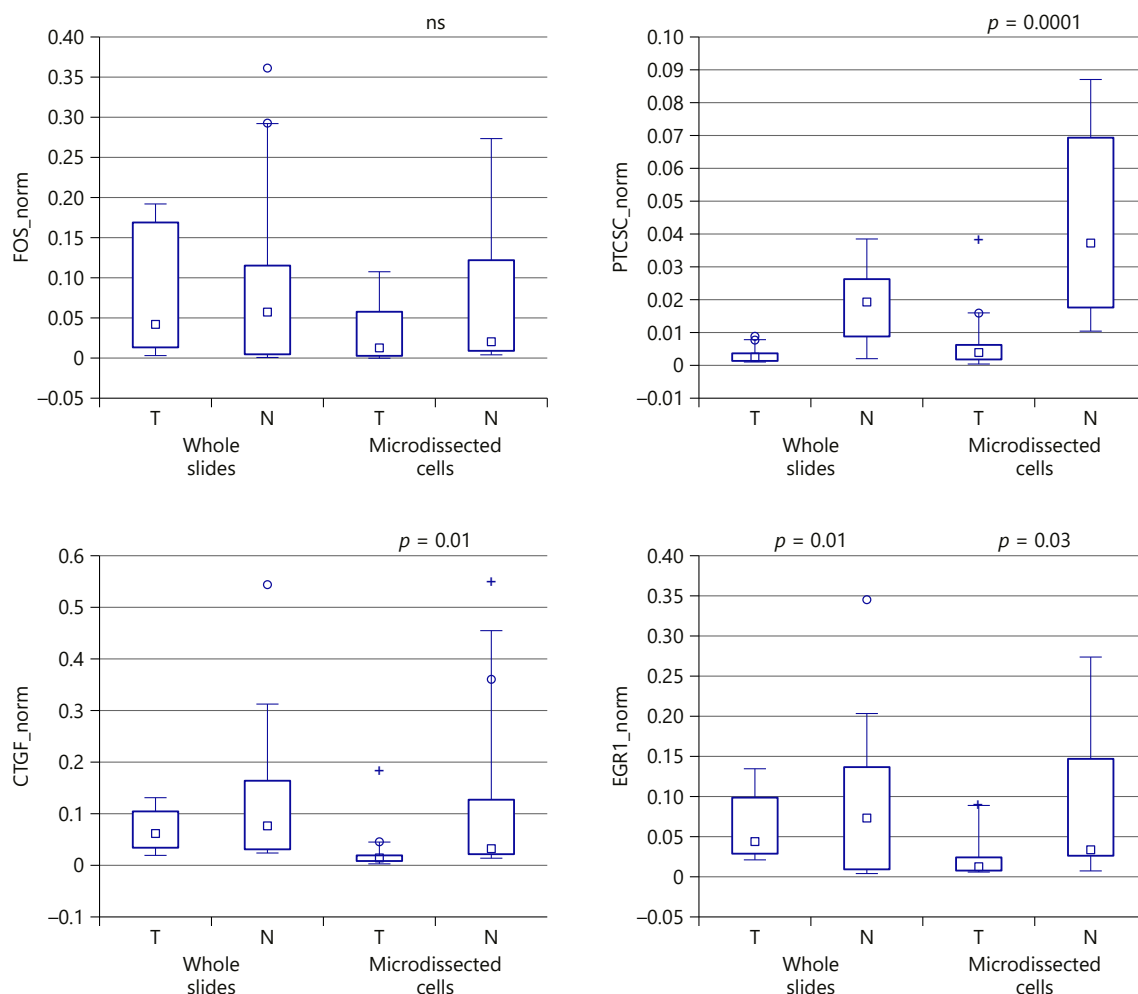 ns
0.40
0.35
0.30
0.25
0.20
0.15
0.10
0.05
0
–0.05
FOS_norm
T N T N
Whole slides
Microdissected cells
p = 0.0001
0.10
0.09
0.08
0.07
0.06
0.05
0.04
0.03
0.02
0.01
0
–0.01
PTCSC_norm
T N T N
Whole slides
Microdissected cells
p = 0.01
0.6
0.5
0.4
0.3
0.2
0.1
0
–0.1
CTGF_norm
T N T N
Whole slides
Microdissected cells
p = 0.01 p = 0.03
0.40
0.35
0.30
0.25
0.20
0.15
0.10
0.05
0
–0.05
EGR1_norm
T N T N
Whole slides
Microdissected cells